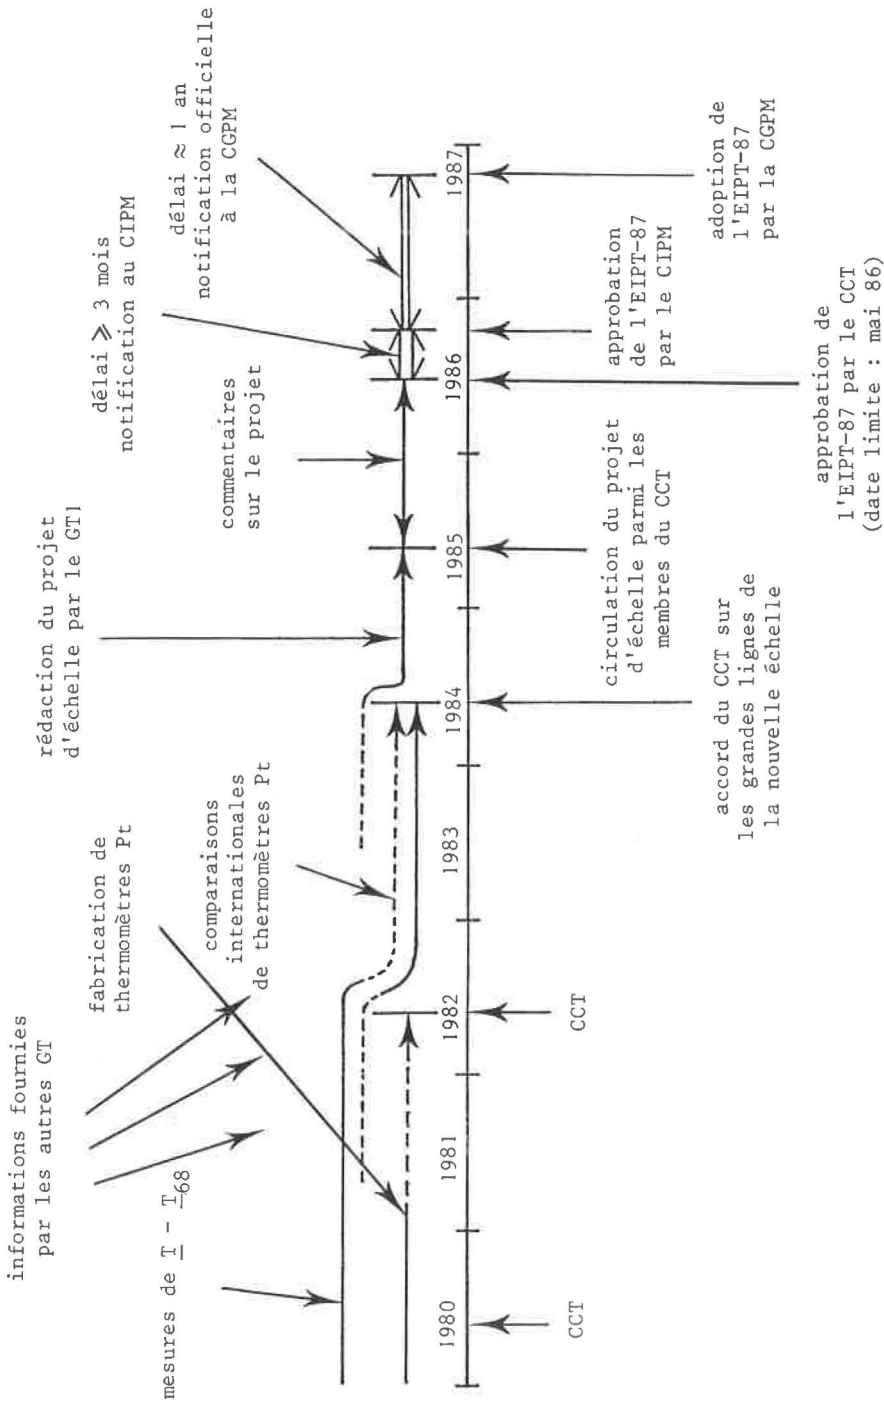 informations fournies
par les autres GT
mesures de T - T68
fabrication de
thermomètres Pt
comparaisons
internationales
de thermomètres Pt
rédaction du projet
d'échelle par le GT1
commentaires
sur le projet
délai ⩾ 3 mois
notification au CIPM
délai ≈ 1 an
notification officielle
à la CGPM
1980
1981
1982
1983
1984
1985
1986
1987
CCT
CCT
accord du CCT sur
les grandes lignes de
la nouvelle échelle
circulation du projet
d'échelle parmi les
membres du CCT
approbation de
l'EIPT-87 par le CCT
(date limite : mai 86)
approbation
de l'EIPT-87
par le CIPM
adoption de
l'EIPT-87
par la CGPM